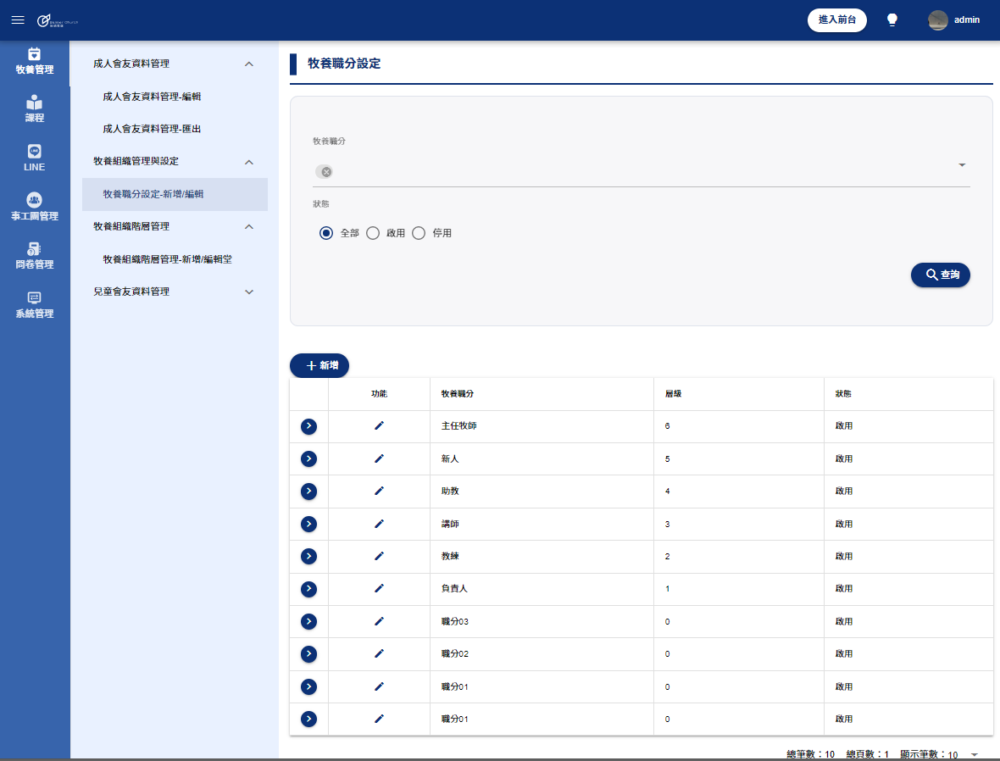 Banner Church
進入前台
admin
牧養管理
課程
LINE
事工團管理
問卷管理
系統管理
成人會友資料管理
成人會友資料管理-編輯
成人會友資料管理-匯出
牧養組織管理與設定
牧養職分設定-新增/編輯
牧養組織階層管理
牧養組織階層管理-新增/編輯堂
兒童會友資料管理
牧養職分設定
牧養職分
狀態
全部 啟用 停用
查詢
新增
功能 牧養職分 層級 狀態
主任牧師 6 啟用
新人 5 啟用
助教 4 啟用
講師 3 啟用
教練 2 啟用
負責人 1 啟用
職分03 0 啟用
職分02 0 啟用
職分01 0 啟用
職分01 0 啟用
總筆數：10 總頁數：1 顯示筆數：10